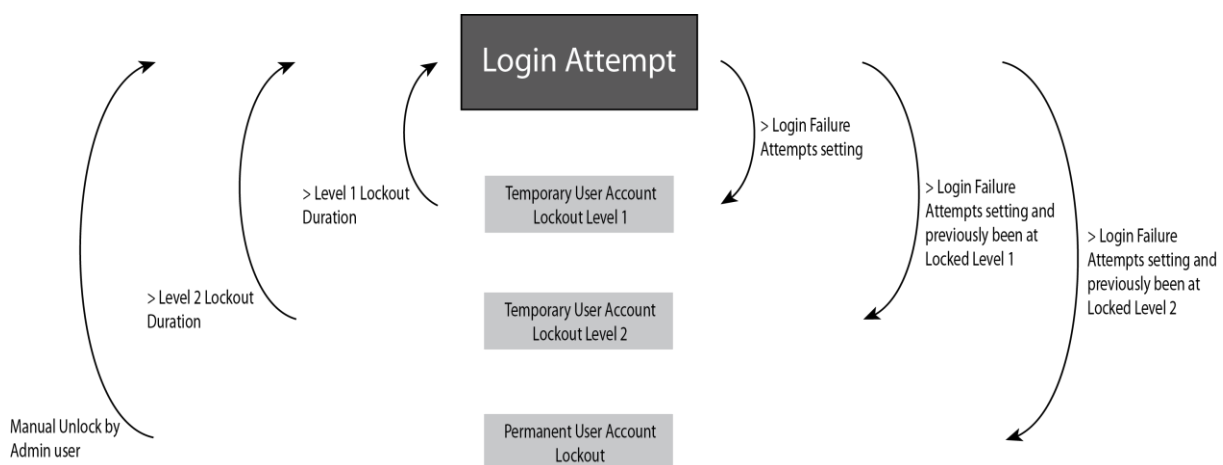 Login Attempt
> Login Failure
Attempts setting
> Level 1 Lockout
Duration
Temporary User Account
Lockout Level 1
> Login Failure
Attempts setting and
previously been at
Locked Level 1
> Login Failure
Attempts setting and
previously been at
Locked Level 2
> Level 2 Lockout
Duration
Temporary User Account
Lockout Level 2
Manual Unlock by
Admin user
Permanent User Account
Lockout